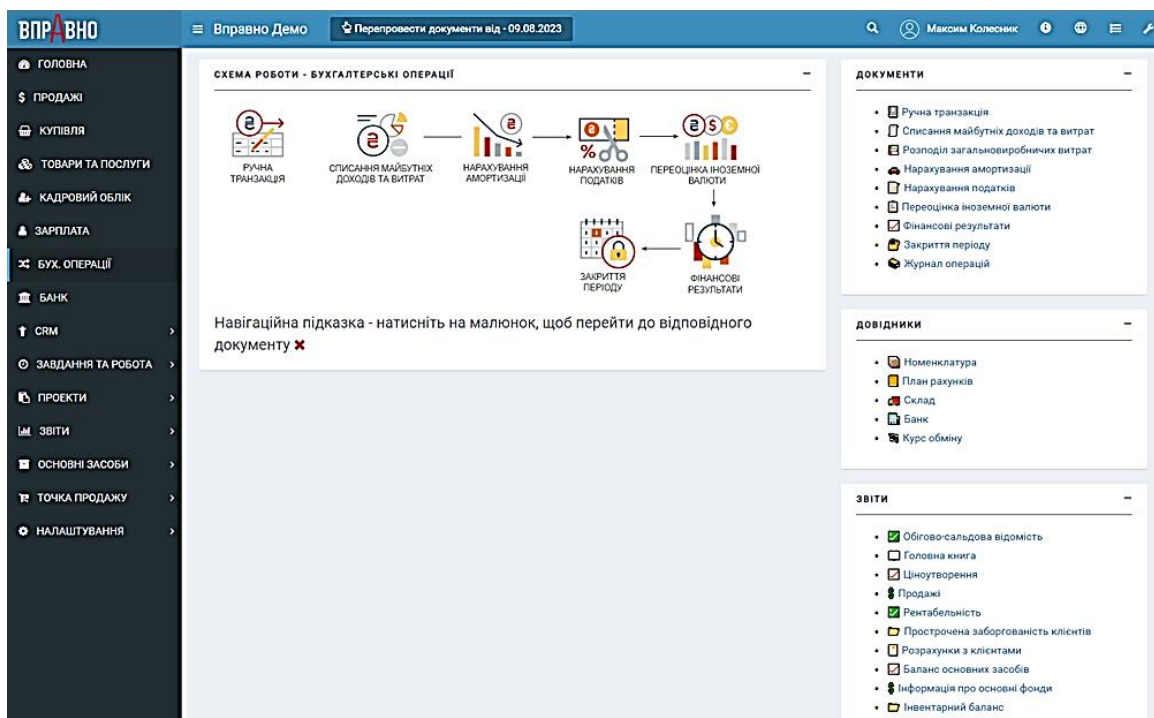 ВПРАВНО
Вправно Демо
Перепровести документи від - 09.08.2023
Максим Колесник
ГОЛОВНА
ПРОДАЖІ
КУПІВЛЯ
ТОВАРИ ТА ПОСЛУГИ
КАДРОВИЙ ОБЛІК
ЗАРПЛАТА
БУХ. ОПЕРАЦІЇ
БАНК
CRM
ЗАВДАННЯ ТА РОБОТА
ПРОЕКТИ
ЗВІТИ
ОСНОВНІ ЗАСОБИ
ТОЧКА ПРОДАЖУ
НАЛАШТУВАННЯ
СХЕМА РОБОТИ - БУХГАЛТЕРСЬКІ ОПЕРАЦІЇ
РУЧНА
ТРАНЗАКЦІЯ
СПИСАННЯ МАЙБУТНІХ
ДОХОДІВ ТА ВИТРАТ
НАРАХУВАННЯ
АМОРТИЗАЦІЇ
НАРАХУВАННЯ
ПОДАТКІВ
ПЕРЕОЦІНКА ІНОЗЕМНОЇ
ВАЛЮТИ
ЗАКРИТТЯ
ПЕРІОДУ
ФІНАНСОВІ
РЕЗУЛЬТАТИ
Навігаційна підказка - натисніть на малюнок, щоб перейти до відповідного
документу
ДОКУМЕНТИ
Ручна транзакція
Списання майбутніх доходів та витрат
Розподіл загальновиробничих витрат
Нарахування амортизації
Нарахування податків
Переоцінка іноземної валюти
Фінансові результати
Закриття періоду
Журнал операцій
ДОВІДНИКИ
Номенклатура
План рахунків
Склад
Банк
Курс обміну
ЗВІТИ
Обігово-сальдова відомість
Головна книга
Ціноутворення
Продажі
Рентабельність
Прострочена заборгованість клієнтів
Розрахунки з клієнтами
Баланс основних засобів
Інформація про основні фонди
Інвентарний баланс